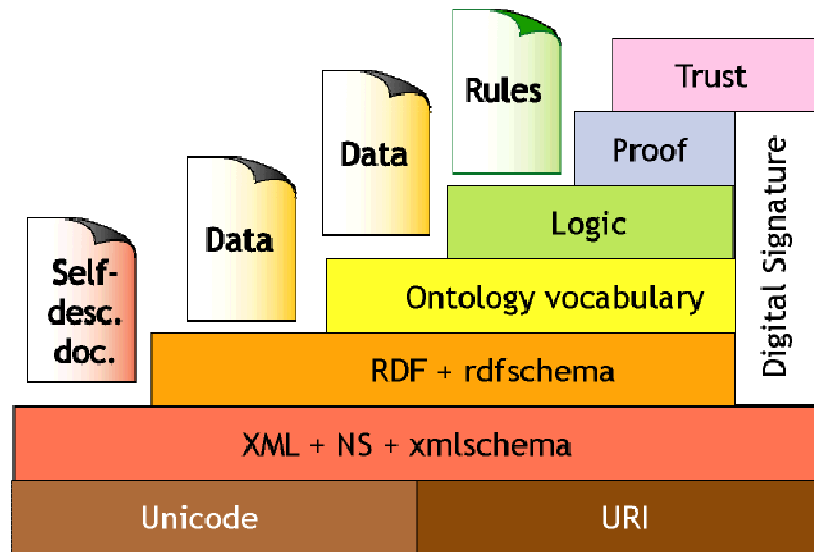 Rules
Trust
Data
Proof
Data
Logic
Self-
desc.
doc.
Ontology vocabulary
Digital Signature
RDF + rdfschema
XML + NS + xmlschema
Unicode
URI